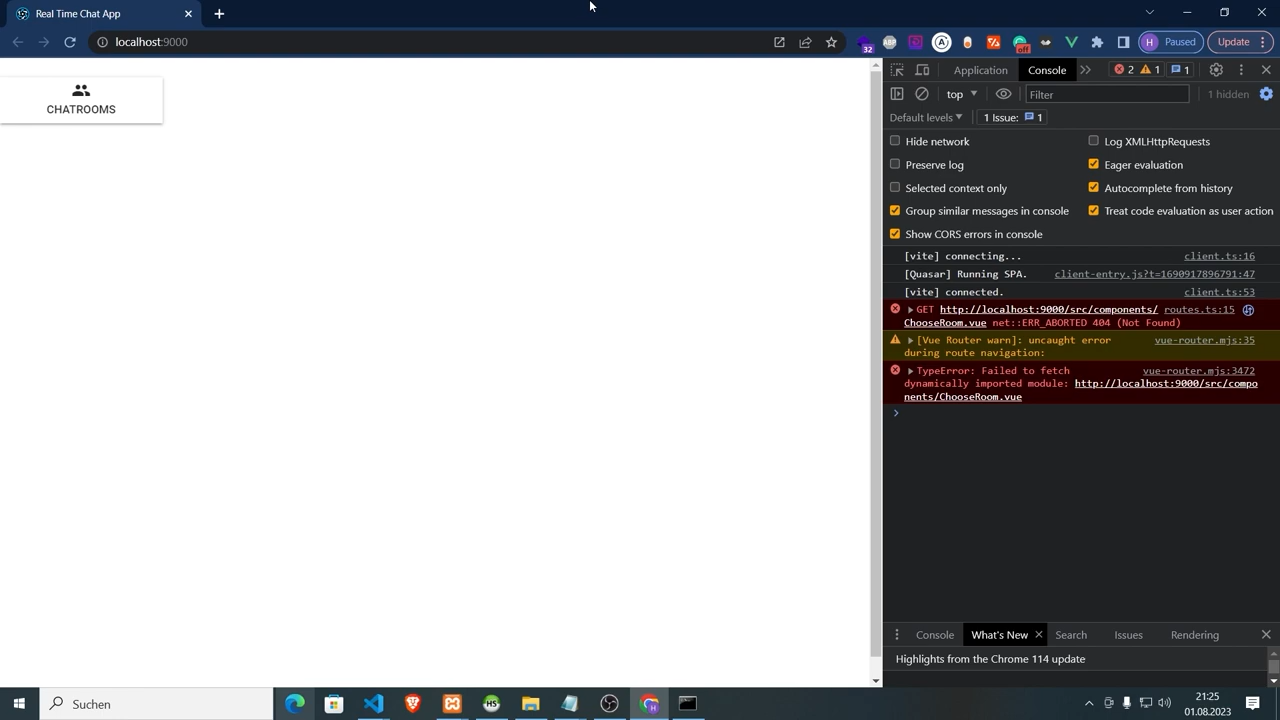 Real Time Chat App
localhost:9000
32
ABP
A
off
H Paused
Update
CHATROOMS
Application
Console
2
1
1
top
Filter
1 hidden
Default levels
1 Issue: 1
Hide network
Log XMLHttpRequests
Preserve log
Eager evaluation
Selected context only
Autocomplete from history
Group similar messages in console
Treat code evaluation as user action
Show CORS errors in console
[vite] connecting... client.ts:16
[Quasar] Running SPA. client-entry.js?t=1690917896791:47
[vite] connected. client.ts:53
GET http://localhost:9000/src/components/ routes.ts:15
ChooseRoom.vue net::ERR_ABORTED 404 (Not Found)
[Vue Router warn]: uncaught error vue-router.mjs:35
during route navigation:
TypeError: Failed to fetch vue-router.mjs:3472
dynamically imported module: http://localhost:9000/src/compo
nents/ChooseRoom.vue
Console
What's New
Search
Issues
Rendering
Highlights from the Chrome 114 update
Suchen
HS
H
21:25
01.08.2023